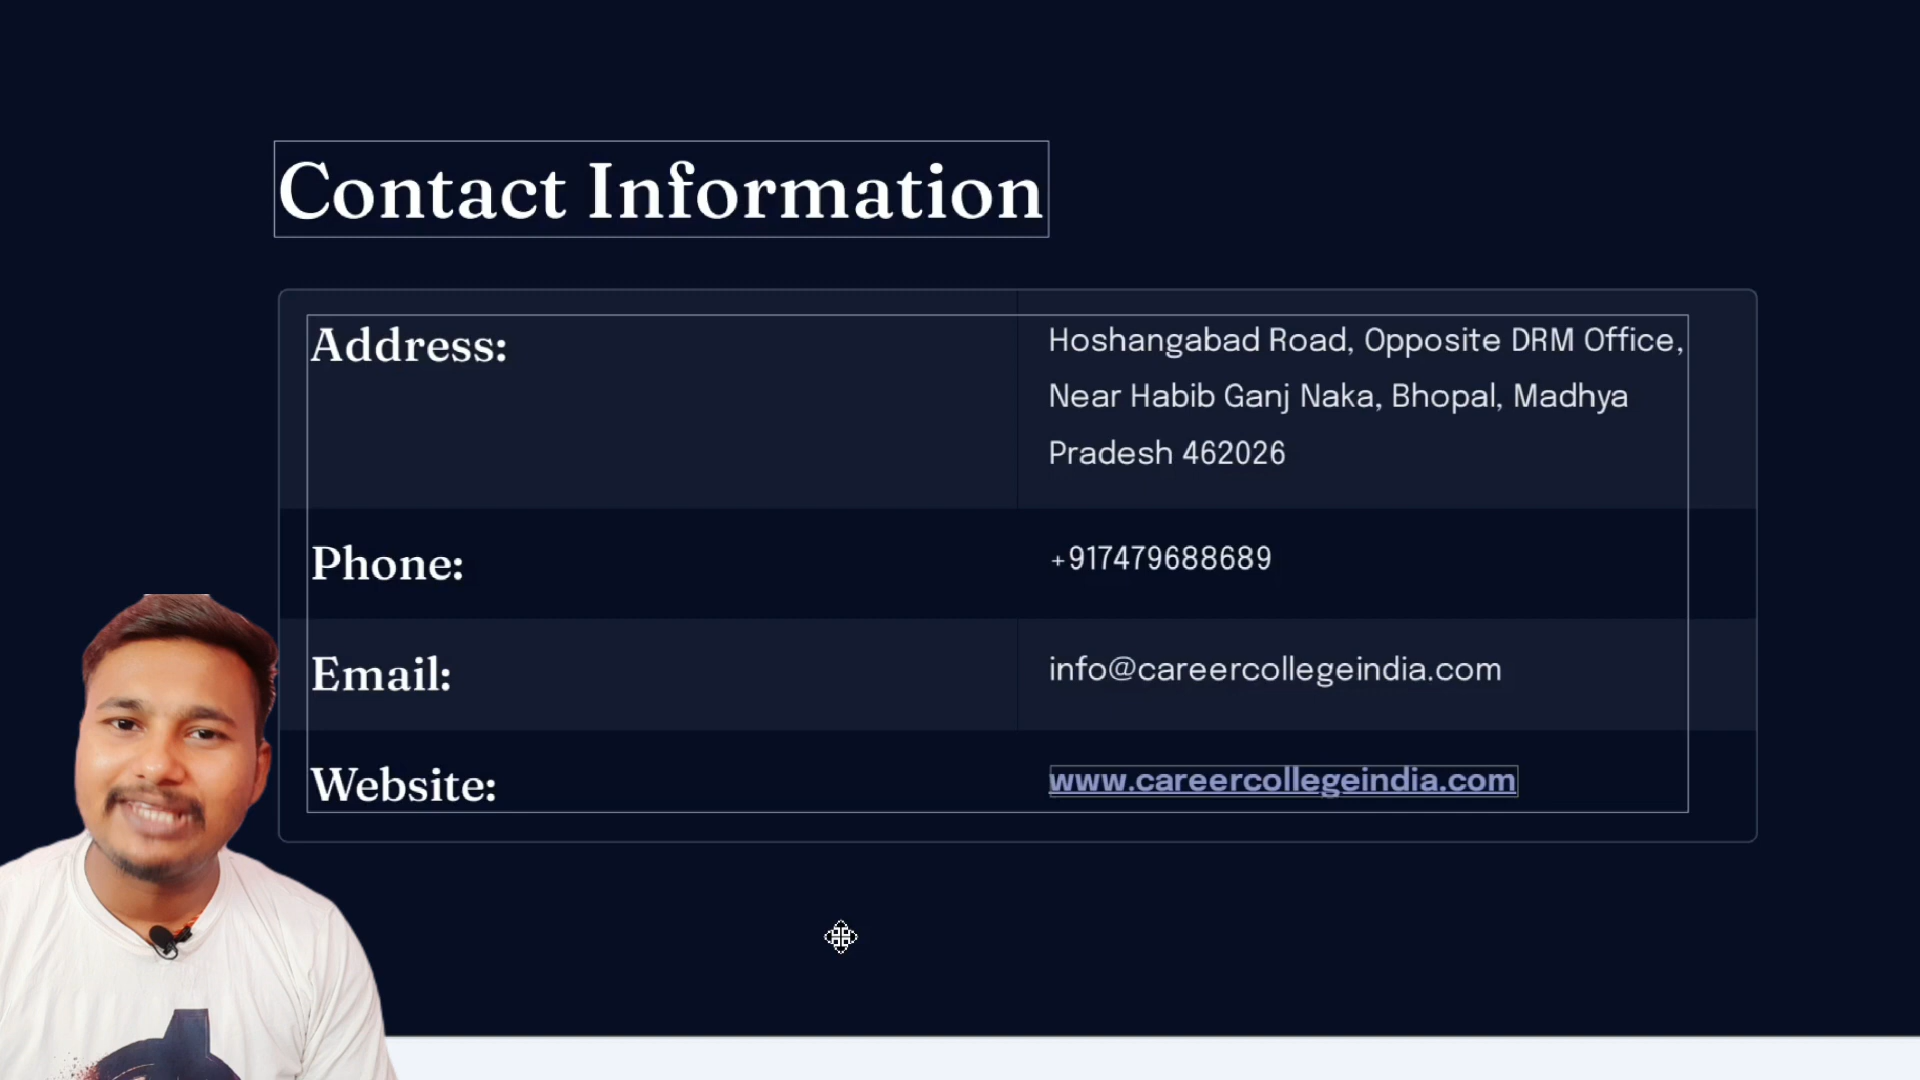 Contact Information
Address:
Hoshangabad Road, Opposite DRM Office,
Near Habib Ganj Naka, Bhopal, Madhya
Pradesh 462026
Phone:
+917479688689
Email:
info@careercollegeindia.com
Website:
www.careercollegeindia.com